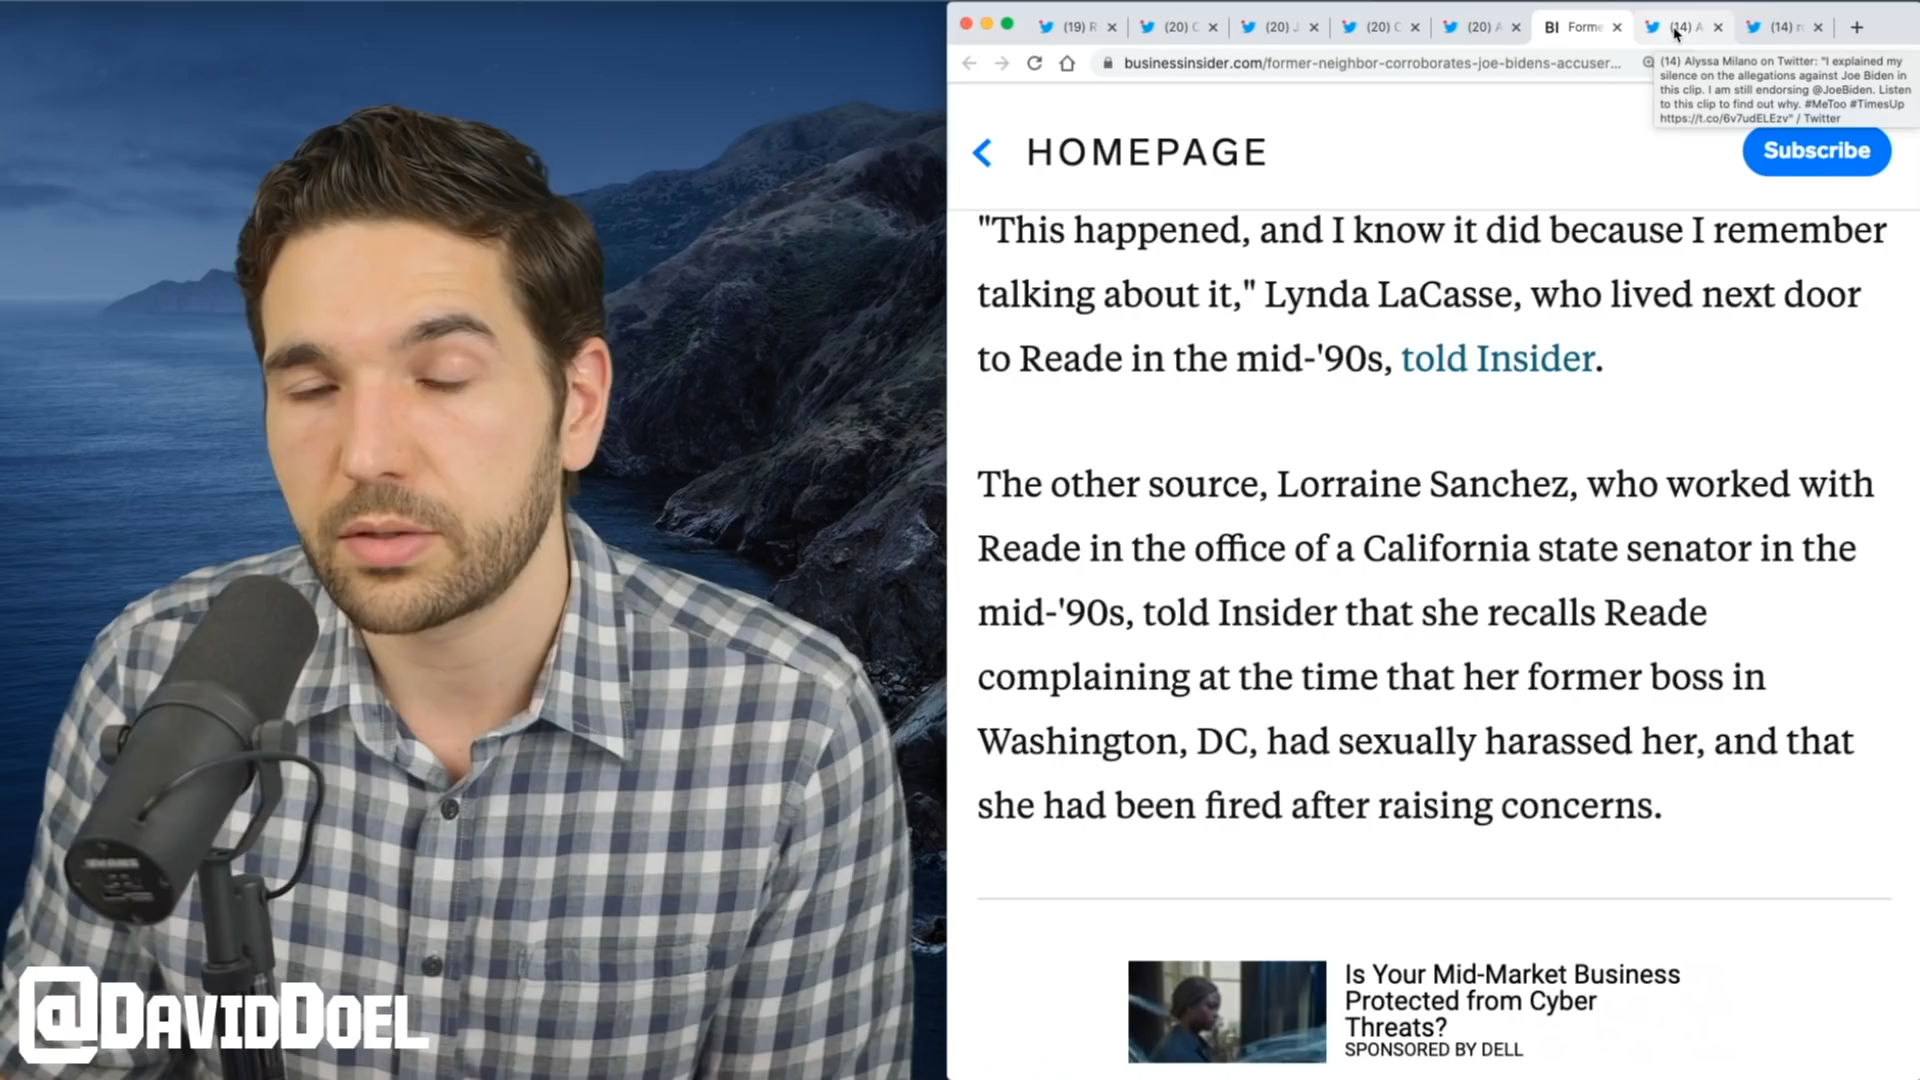 (19) R
(20) C
(20) J
(20) C
(20) A
BI Forme
(14) A
(14) r
businessinsider.com/former-neighbor-corroborates-joe-bidens-accuser...
(14) Alyssa Milano on Twitter: "I explained my
silence on the allegations against Joe Biden in
this clip. I am still endorsing @JoeBiden. Listen
to this clip to find out why. #MeToo #TimesUp
https://t.co/6v7udELEzv" / Twitter
HOMEPAGE
Subscribe
"This happened, and I know it did because I remember
talking about it," Lynda LaCasse, who lived next door
to Reade in the mid-'90s, told Insider.
The other source, Lorraine Sanchez, who worked with
Reade in the office of a California state senator in the
mid-'90s, told Insider that she recalls Reade
complaining at the time that her former boss in
Washington, DC, had sexually harassed her, and that
she had been fired after raising concerns.
Is Your Mid-Market Business
Protected from Cyber
Threats?
SPONSORED BY DELL
@DAVIDDOEL